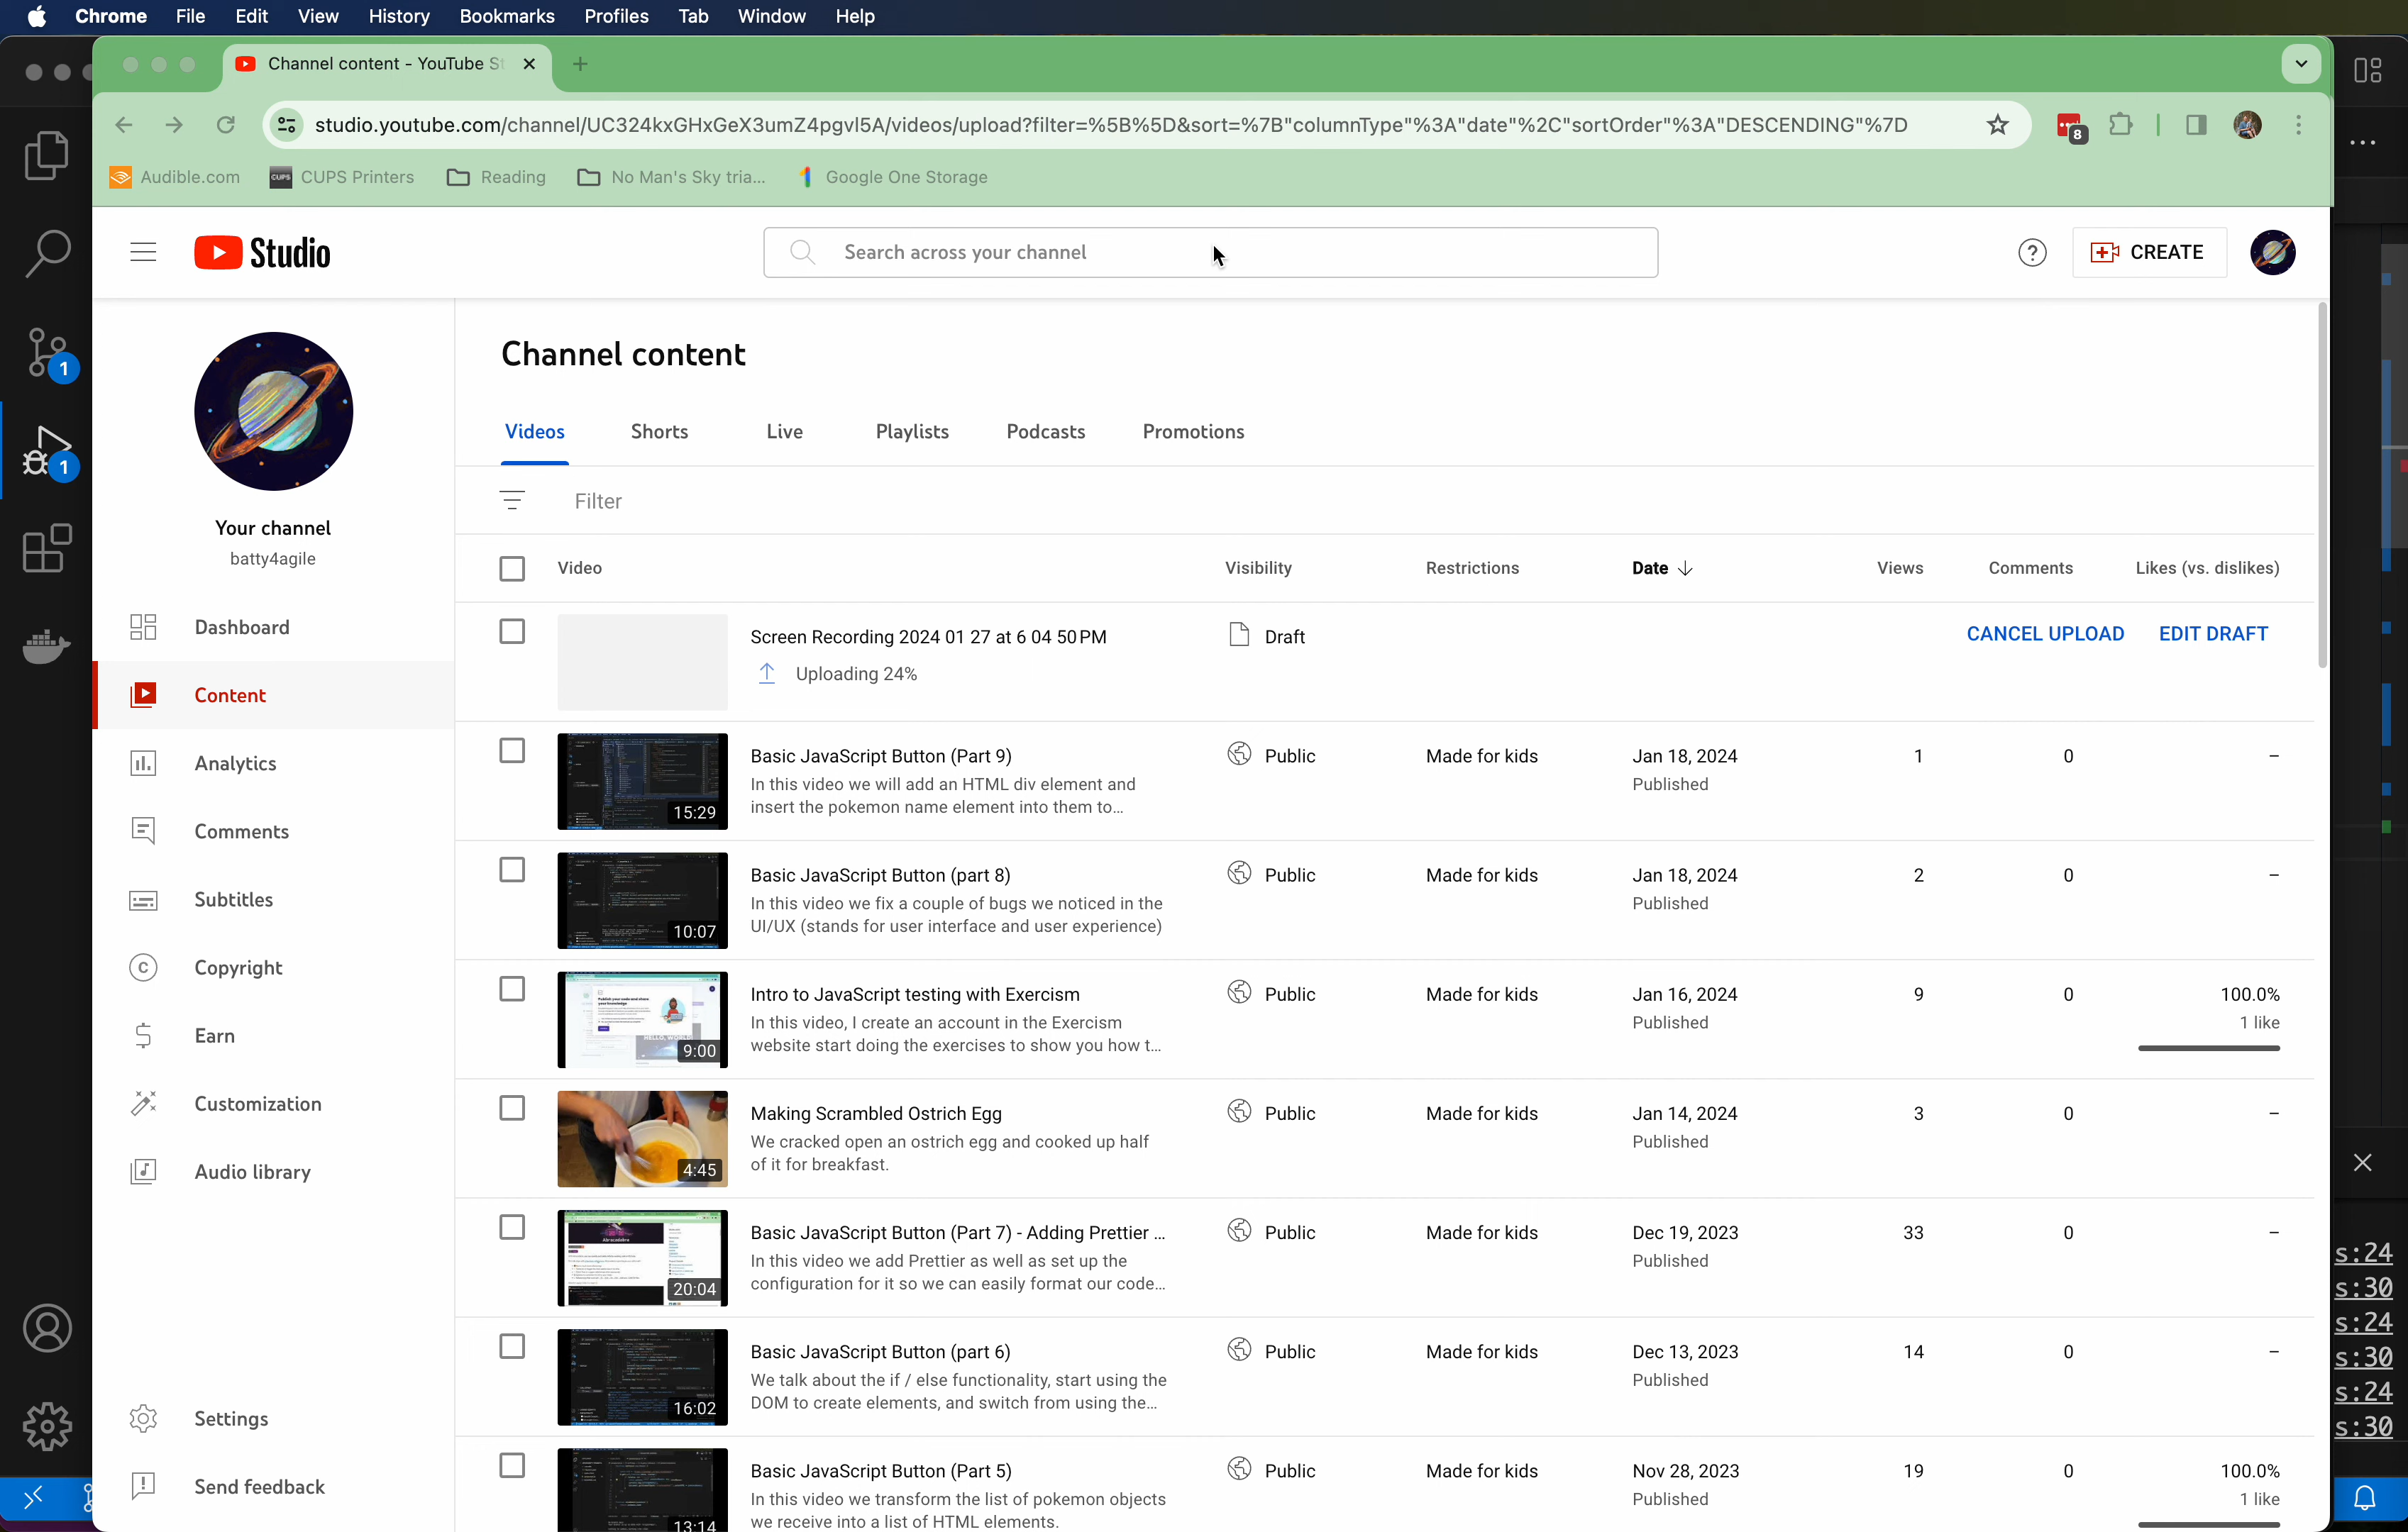 Chrome File Edit View History Bookmarks Profiles Tab Window Help
Channel content - YouTube St
studio.youtube.com/channel/UC324kxGHxGeX3umZ4pgvl5A/videos/upload?filter=%5B%5D&sort=%7B"columnType"%3A"date"%2C"sortOrder"%3A"DESCENDING"%7D
8
Audible.com CUPS CUPS Printers Reading No Man's Sky tria... Google One Storage
Studio
Search across your channel
CREATE
Your channel
batty4agile
Dashboard
Content
Analytics
Comments
Subtitles
Copyright
Earn
Customization
Audio library
Settings
Send feedback
1
1
Channel content
Videos Shorts Live Playlists Podcasts Promotions
Filter
Video Visibility Restrictions Date Views Comments Likes (vs. dislikes)
Screen Recording 2024 01 27 at 6 04 50 PM Draft CANCEL UPLOAD EDIT DRAFT
Uploading 24%
Basic JavaScript Button (Part 9) Public Made for kids Jan 18, 2024 1 0 –
In this video we will add an HTML div element and Published
insert the pokemon name element into them to...
15:29
Basic JavaScript Button (part 8) Public Made for kids Jan 18, 2024 2 0 –
In this video we fix a couple of bugs we noticed in the Published
UI/UX (stands for user interface and user experience)
10:07
Intro to JavaScript testing with Exercism Public Made for kids Jan 16, 2024 9 0 100.0%
In this video, I create an account in the Exercism Published 1 like
website start doing the exercises to show you how t...
9:00
Making Scrambled Ostrich Egg Public Made for kids Jan 14, 2024 3 0 –
We cracked open an ostrich egg and cooked up half Published
of it for breakfast.
4:45
Basic JavaScript Button (Part 7) - Adding Prettier ... Public Made for kids Dec 19, 2023 33 0 –
In this video we add Prettier as well as set up the Published
configuration for it so we can easily format our code...
20:04
Basic JavaScript Button (part 6) Public Made for kids Dec 13, 2023 14 0 –
We talk about the if / else functionality, start using the Published
DOM to create elements, and switch from using the...
16:02
Basic JavaScript Button (Part 5) Public Made for kids Nov 28, 2023 19 0 100.0%
In this video we transform the list of pokemon objects Published 1 like
we receive into a list of HTML elements.
13:14
s:24
s:30
s:24
s:30
s:24
s:30